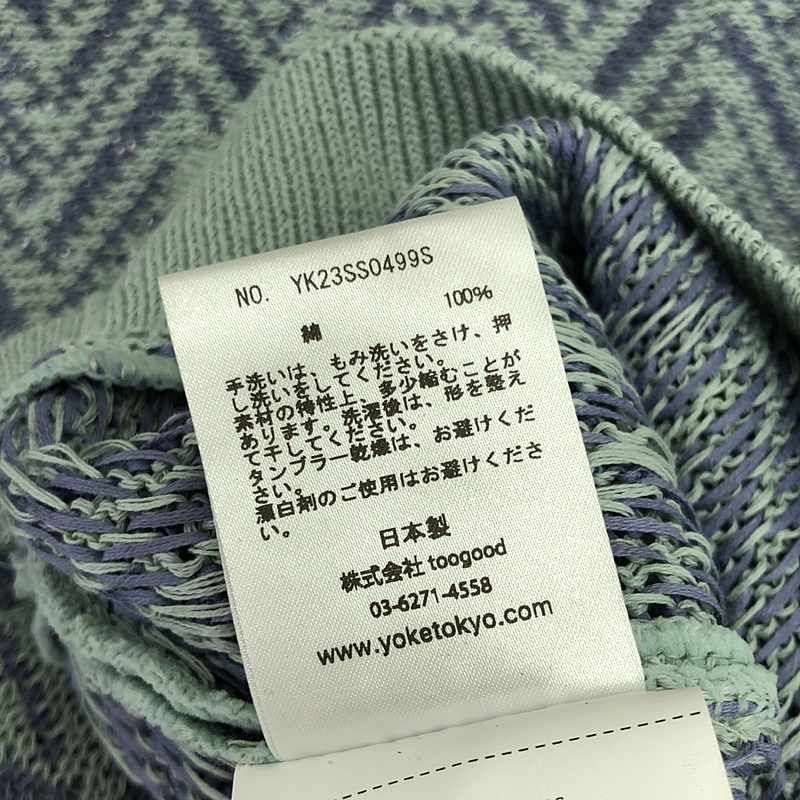 NO. YK23SS0499S
綿 100%
手洗いは、もみ洗いをさけ、押
し洗いをしてください。
素材の特性上、多少縮むことが
あります。洗濯後は、形を整え
て干してください。
タンブラー乾燥は、お避けくだ
さい。
漂白剤のご使用はお避けくださ
い。
日本製
株式会社 toogood
03-6271-4558
www.yoketokyo.com